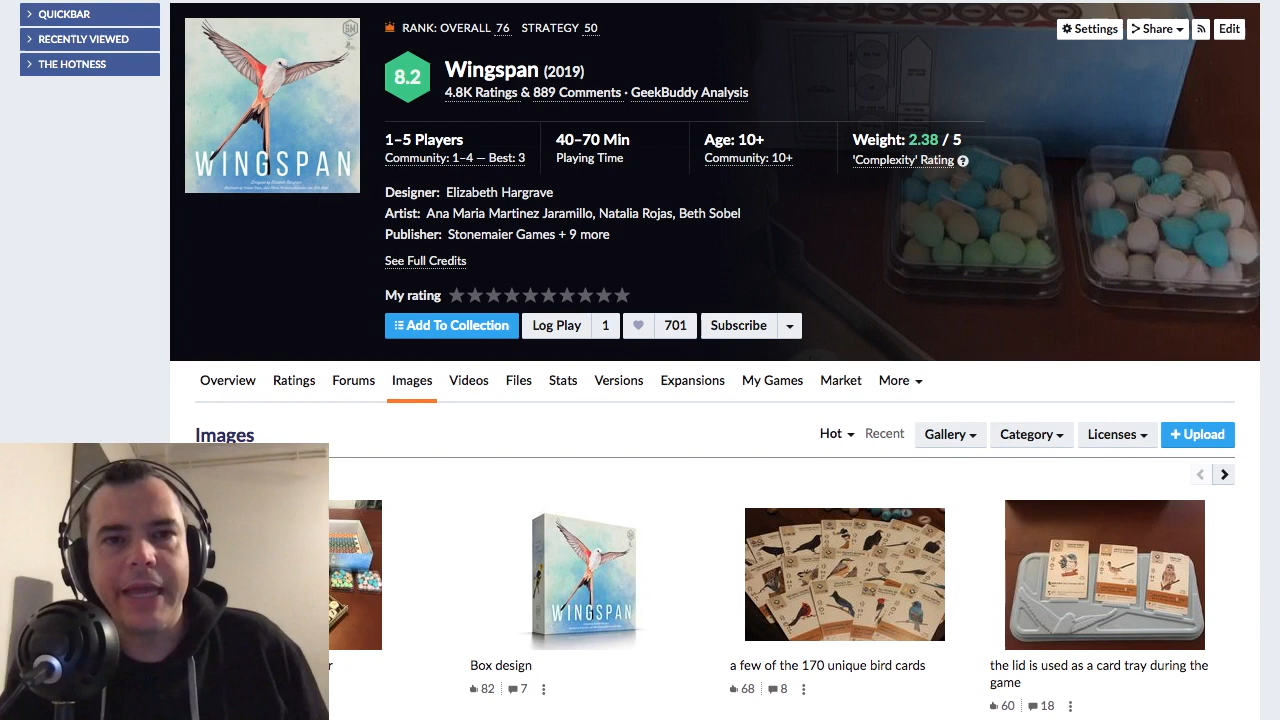 QUICKBAR
RECENTLY VIEWED
THE HOTNESS
WINGSPAN
RANK: OVERALL 76 STRATEGY 50
Settings
Share
Edit
8.2
Wingspan (2019)
4.8K Ratings & 889 Comments · GeekBuddy Analysis
1–5 Players
Community: 1–4 — Best: 3
40–70 Min
Playing Time
Age: 10+
Community: 10+
Weight: 2.38 / 5
'Complexity' Rating
Designer: Elizabeth Hargrave
Artist: Ana Maria Martinez Jaramillo, Natalia Rojas, Beth Sobel
Publisher: Stonemaier Games + 9 more
See Full Credits
My rating
Add To Collection
Log Play 1
701
Subscribe
Overview Ratings Forums Images Videos Files Stats Versions Expansions My Games Market More
Images
Hot Recent Gallery Category Licenses + Upload
WINGSPAN
r
Box design
82 7
a few of the 170 unique bird cards
68 8
the lid is used as a card tray during the
game
60 18